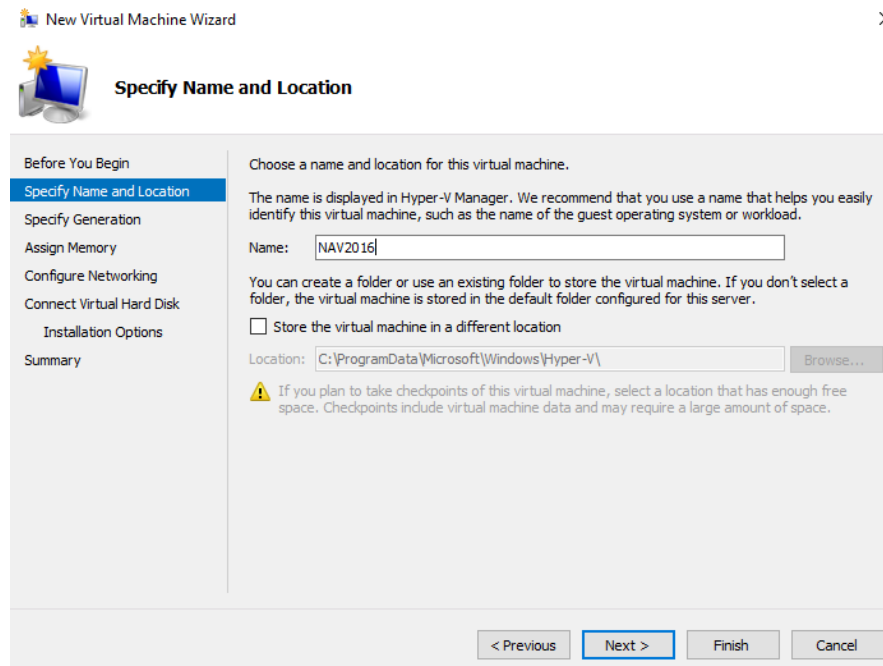 New Virtual Machine Wizard
Specify Name and Location
Before You Begin
Specify Name and Location
Specify Generation
Assign Memory
Configure Networking
Connect Virtual Hard Disk
Installation Options
Summary
Choose a name and location for this virtual machine.
The name is displayed in Hyper-V Manager. We recommend that you use a name that helps you easily
identify this virtual machine, such as the name of the guest operating system or workload.
Name: NAV2016
You can create a folder or use an existing folder to store the virtual machine. If you don't select a
folder, the virtual machine is stored in the default folder configured for this server.
Store the virtual machine in a different location
Location: C:\ProgramData\Microsoft\Windows\Hyper-V\ Browse...
If you plan to take checkpoints of this virtual machine, select a location that has enough free
space. Checkpoints include virtual machine data and may require a large amount of space.
< Previous Next > Finish Cancel